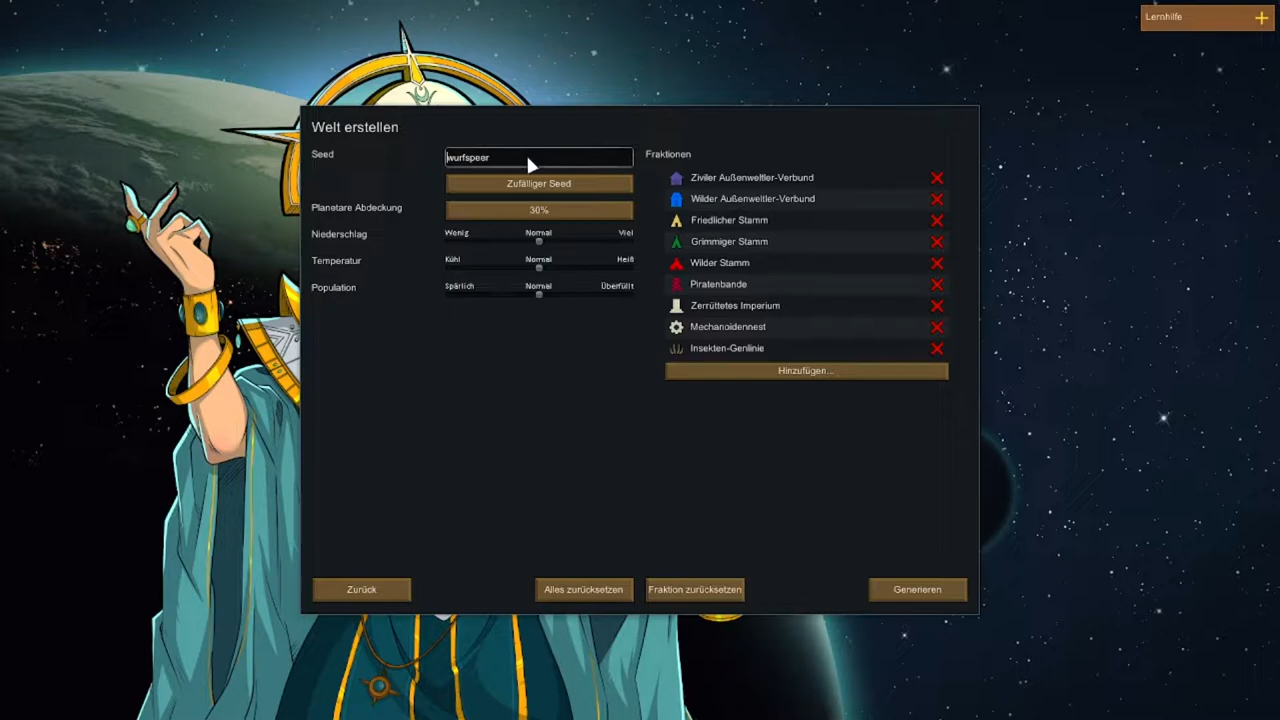 Lernhilfe
Welt erstellen
Seed
wurfspeer
Zufälliger Seed
Planetare Abdeckung
30%
Niederschlag
Wenig Normal Viel
Temperatur
Kühl Normal Heiß
Population
Spärlich Normal Überfüllt
Fraktionen
Ziviler Außenweltler-Verbund
Wilder Außenweltler-Verbund
Friedlicher Stamm
Grimmiger Stamm
Wilder Stamm
Piratenbande
Zerrüttetes Imperium
Mechanoidennest
Insekten-Genlinie
Hinzufügen...
Zurück
Alles zurücksetzen
Fraktion zurücksetzen
Generieren